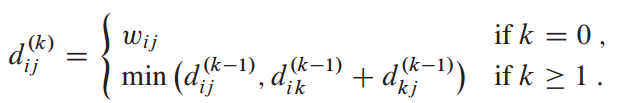 d_{ij}^{(k)} = { w_{ij} if k = 0 ,
min (d_{ij}^{(k−1)}, d_{ik}^{(k−1)} + d_{kj}^{(k−1)}) if k ≥ 1 .